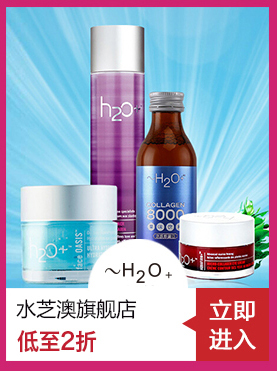 h2o+
~H2O+
COLLAGEN
8000
h2o+
face OASIS
~H2O+
水芝澳旗舰店
低至2折
立即
进入